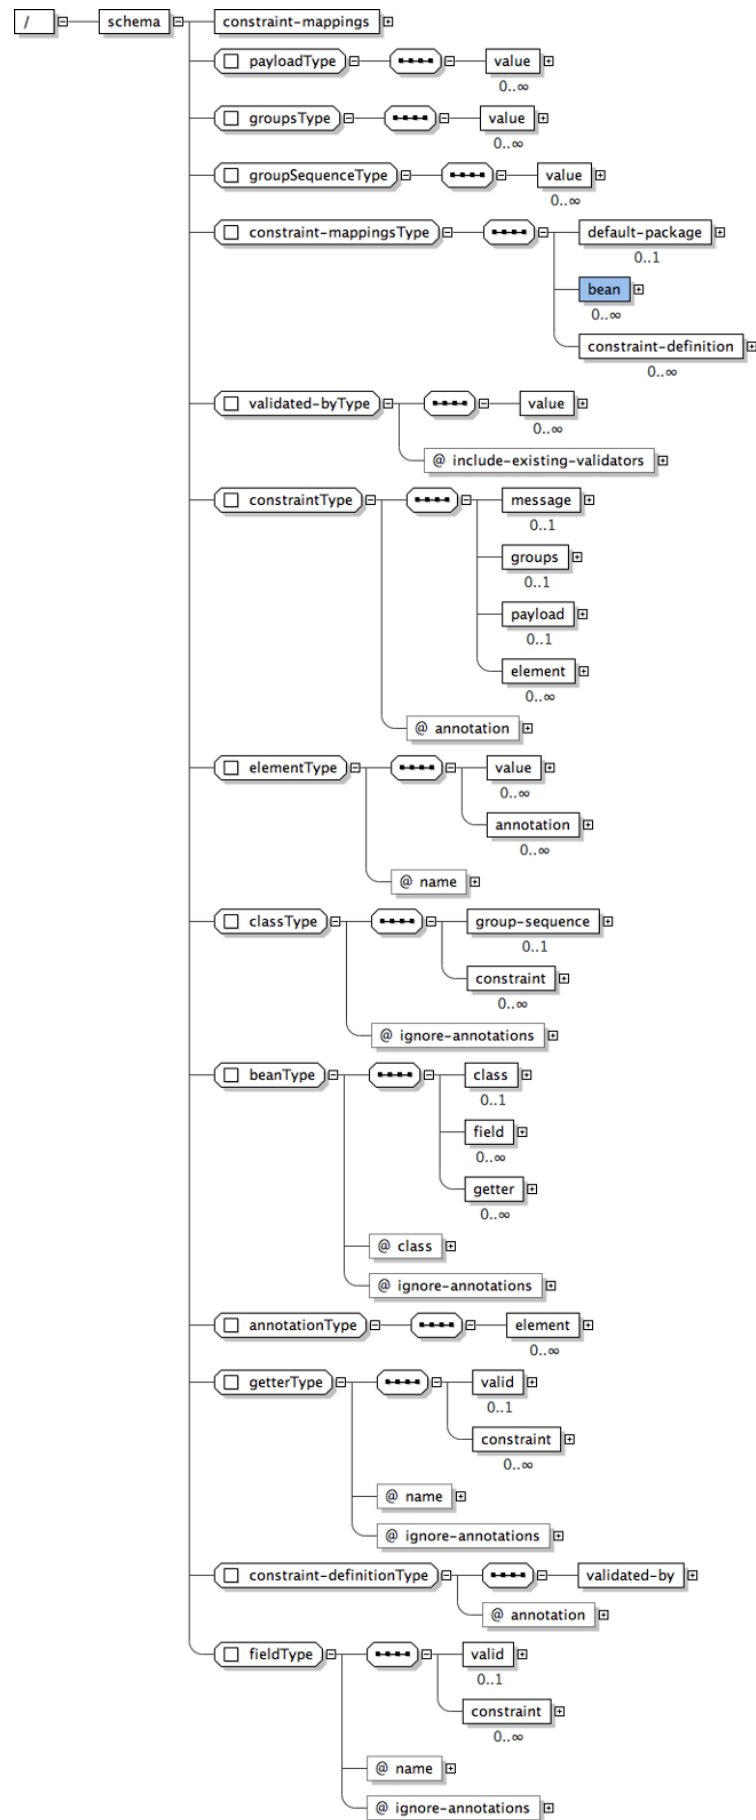 / schema constraint-mappings
payloadType value
0..∞
groupsType value
0..∞
groupSequenceType value
0..∞
constraint-mappingsType default-package
0..1
bean
0..∞
constraint-definition
0..∞
validated-byType value
0..∞
@ include-existing-validators
constraintType message
0..1
groups
0..1
payload
0..1
element
0..∞
@ annotation
elementType value
0..∞
annotation
0..∞
@ name
classType group-sequence
0..1
constraint
0..∞
@ ignore-annotations
beanType class
0..1
field
0..∞
getter
0..∞
@ class
@ ignore-annotations
annotationType element
0..∞
getterType valid
0..1
constraint
0..∞
@ name
@ ignore-annotations
constraint-definitionType validated-by
@ annotation
fieldType valid
0..1
constraint
0..∞
@ name
@ ignore-annotations